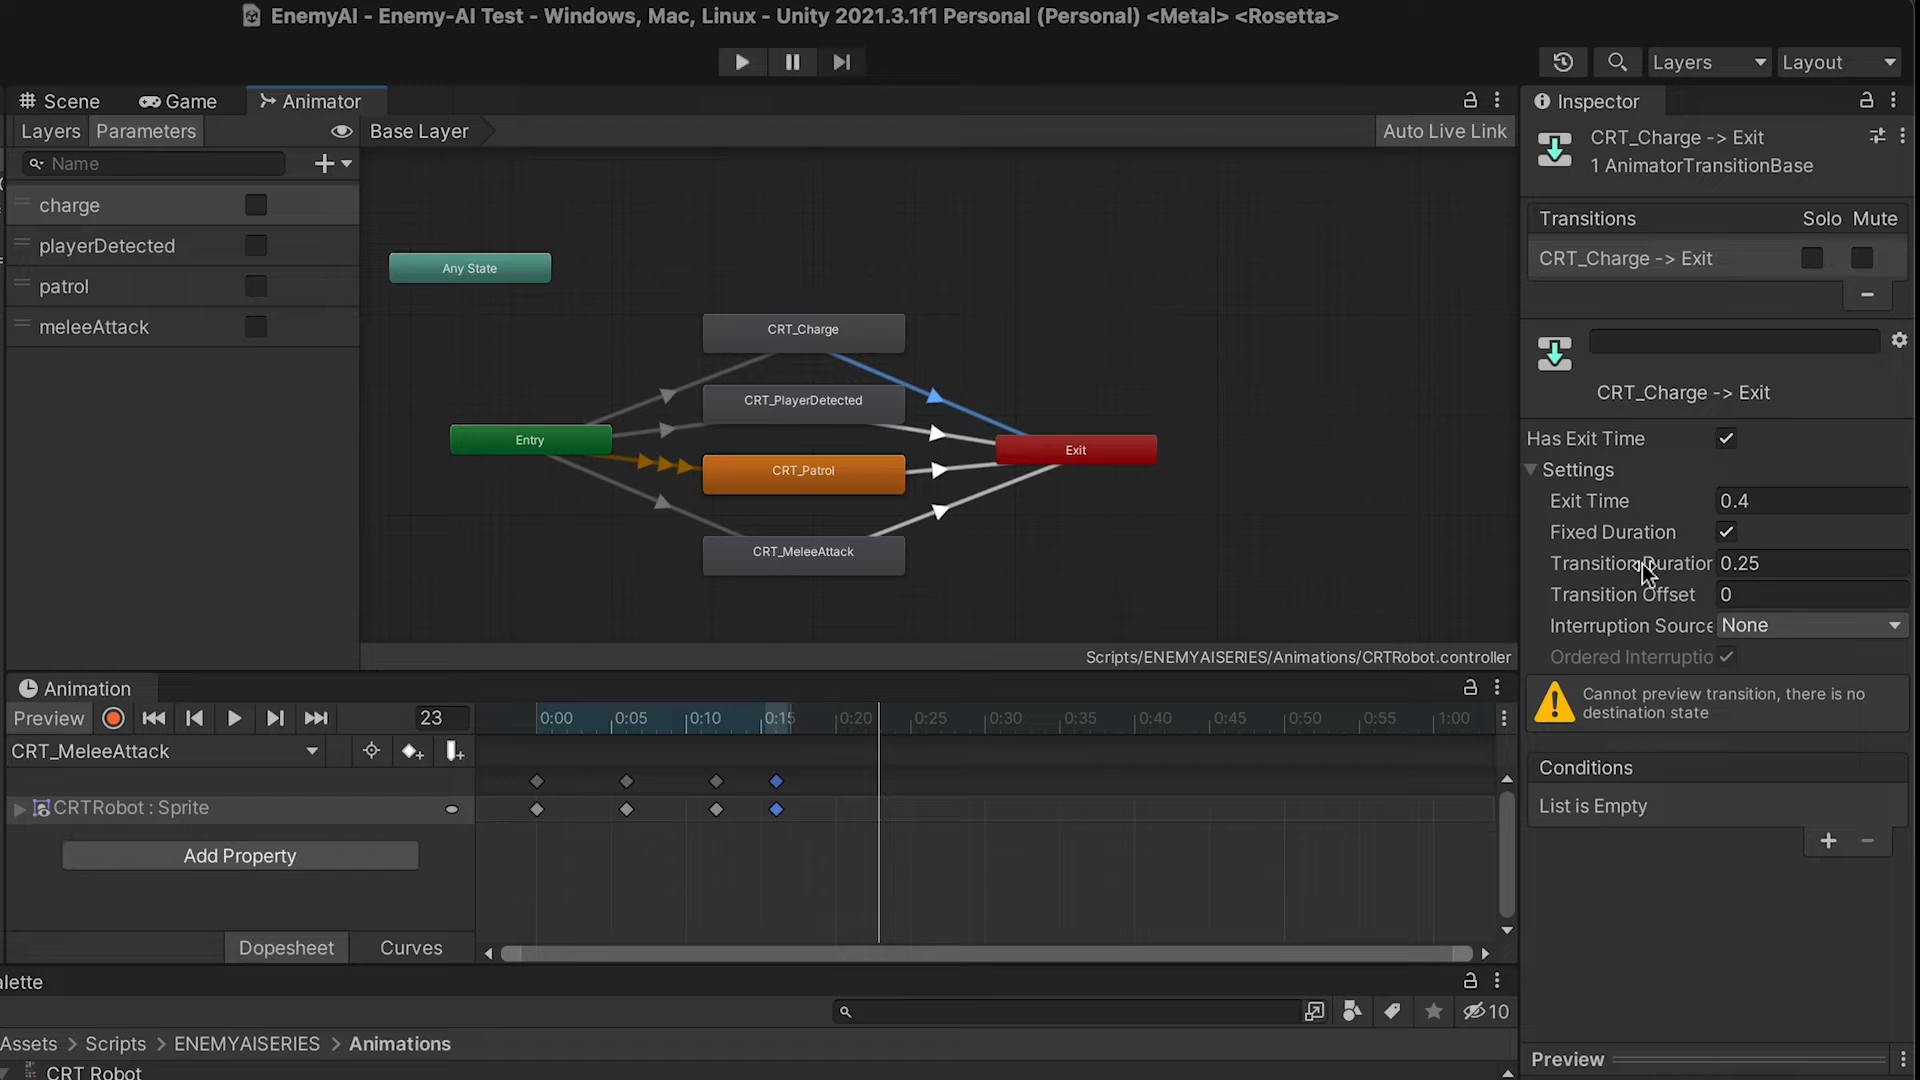 EnemyAI - Enemy-AI Test - Windows, Mac, Linux - Unity 2021.3.1f1 Personal (Personal) <Metal> <Rosetta>
Layers
Layout
Scene
Game
Animator
Layers
Parameters
Base Layer
Auto Live Link
Name
charge
playerDetected
patrol
meleeAttack
Any State
CRT_Charge
CRT_PlayerDetected
Entry
CRT_Patrol
Exit
CRT_MeleeAttack
Scripts/ENEMYAISERIES/Animations/CRTRobot.controller
Inspector
CRT_Charge -> Exit
1 AnimatorTransitionBase
Transitions Solo Mute
CRT_Charge -> Exit
CRT_Charge -> Exit
Has Exit Time
Settings
Exit Time 0.4
Fixed Duration
Transition Duration 0.25
Transition Offset 0
Interruption Source None
Ordered Interruptio
Cannot preview transition, there is no
destination state
Conditions
List is Empty
Animation
Preview 23
0:00 0:05 0:10 0:15 0:20 0:25 0:30 0:35 0:40 0:45 0:50 0:55 1:00
CRT_MeleeAttack
CRTRobot : Sprite
Add Property
Dopesheet Curves
alette
10
Assets > Scripts > ENEMYAISERIES > Animations
CRT Robot
Preview